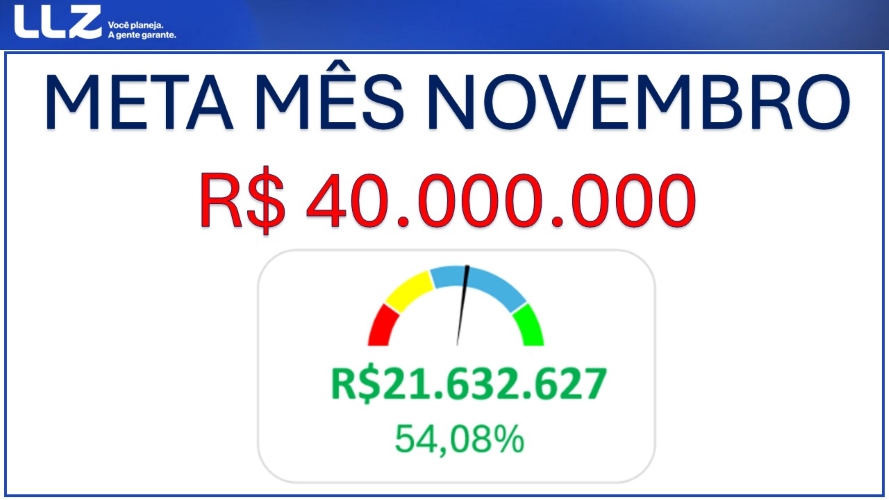 LLZ
Você planeja.
A gente garante.
META MÊS NOVEMBRO
R$ 40.000.000
R$21.632.627
54,08%